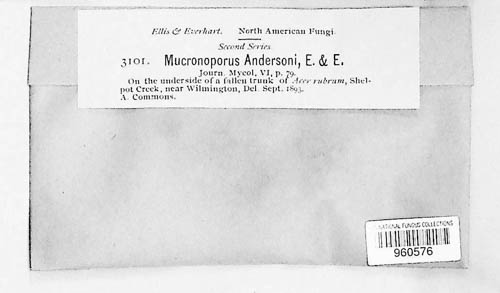 Ellis & Everhart. North American Fungi.
Second Series.
3101. Mucronoporus Andersoni, E. & E.
Journ. Mycol, VI, p. 79.
On the underside of a fallen trunk of Acer rubrum, Shel-
pot Creek, near Wilmington, Del. Sept. 1893.
A. Commons.
NATIONAL FUNGUS COLLECTIONS
960576